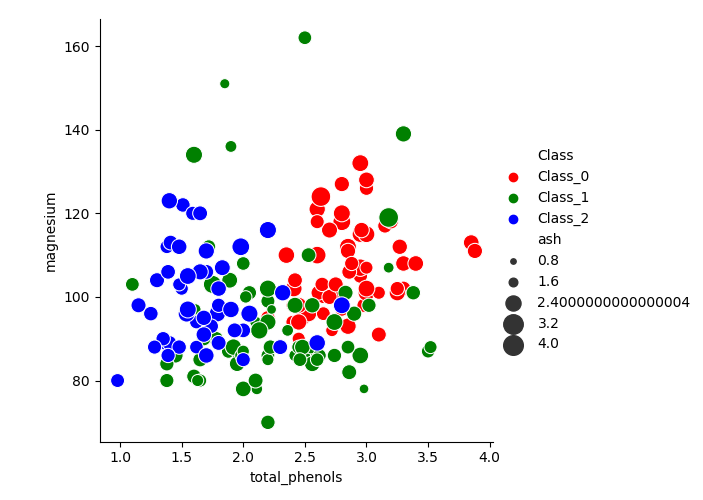 160
140
120
100
80
magnesium
1.0 1.5 2.0 2.5 3.0 3.5 4.0
total_phenols
Class
Class_0
Class_1
Class_2
ash
0.8
1.6
2.4000000000000004
3.2
4.0